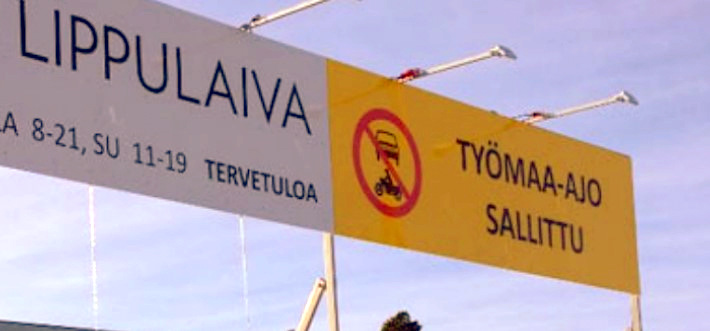 LIPPULAIVA
LA 8-21, SU 11-19 TERVETULOA
TYÖMAA-AJO
SALLITTU